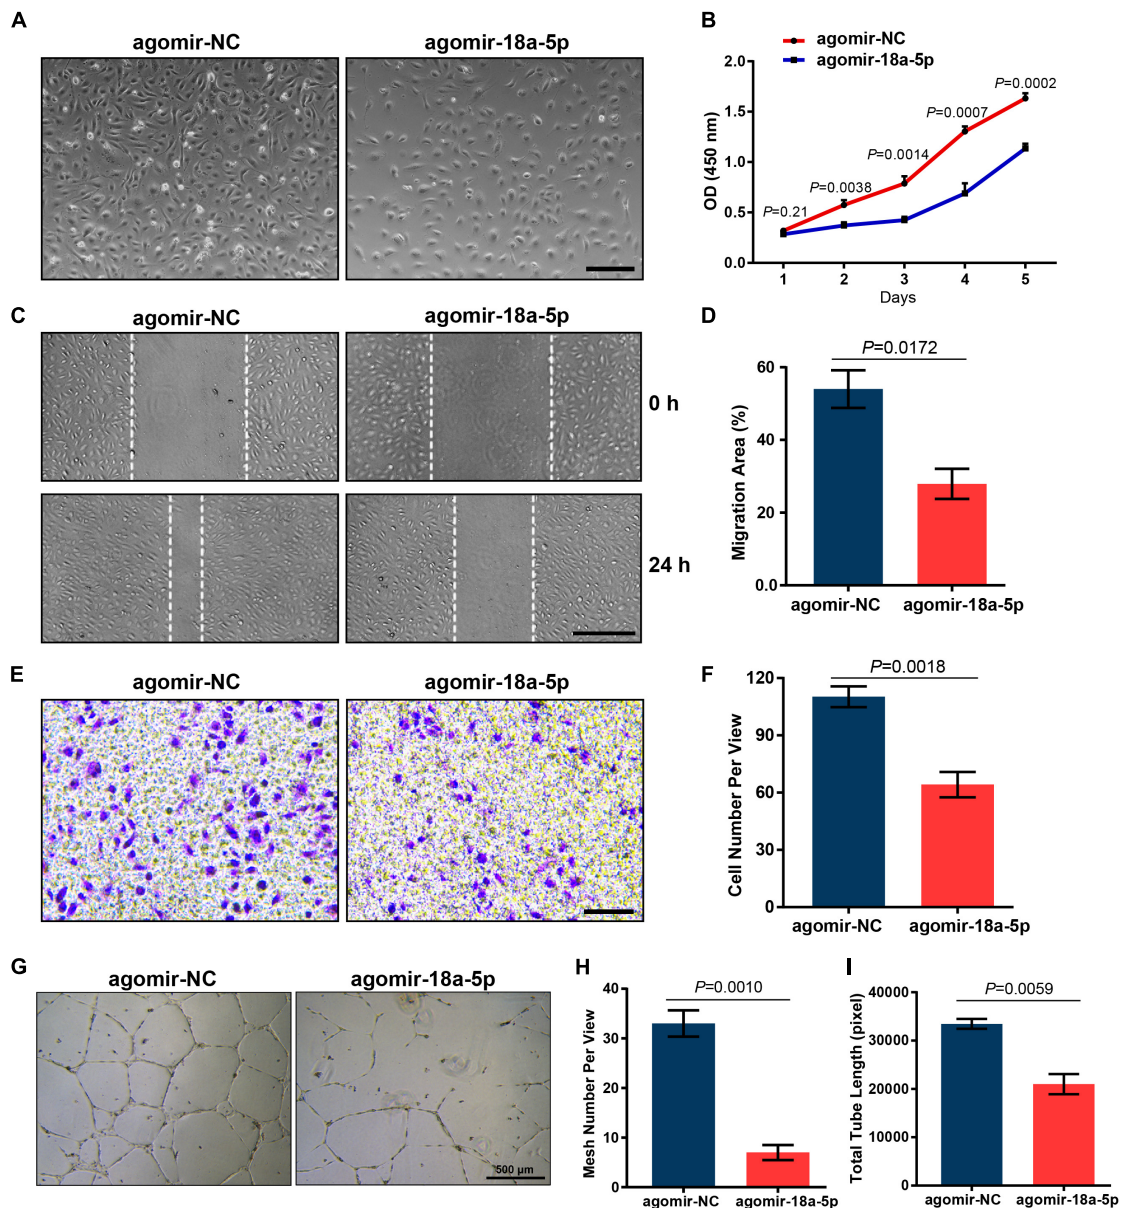 A
agomir-NC
agomir-18a-5p
B
agomir-NC
agomir-18a-5p
OD (450 nm)
2.0
1.5
1.0
0.5
0.0
P=0.21
P=0.0038
P=0.0014
P=0.0007
P=0.0002
1 2 3 4 5
Days
C
agomir-NC
agomir-18a-5p
0 h
24 h
D
P=0.0172
Migration Area (%)
60
40
20
0.0
agomir-NC agomir-18a-5p
E
agomir-NC
agomir-18a-5p
F
P=0.0018
Cell Number Per View
120
90
60
30
0
agomir-NC agomir-18a-5p
G
agomir-NC
agomir-18a-5p
500 μm
H
P=0.0010
Mesh Number Per View
40
30
20
10
0
agomir-NC agomir-18a-5p
I
P=0.0059
Total Tube Length (pixel)
40000
30000
20000
10000
0
agomir-NC agomir-18a-5p